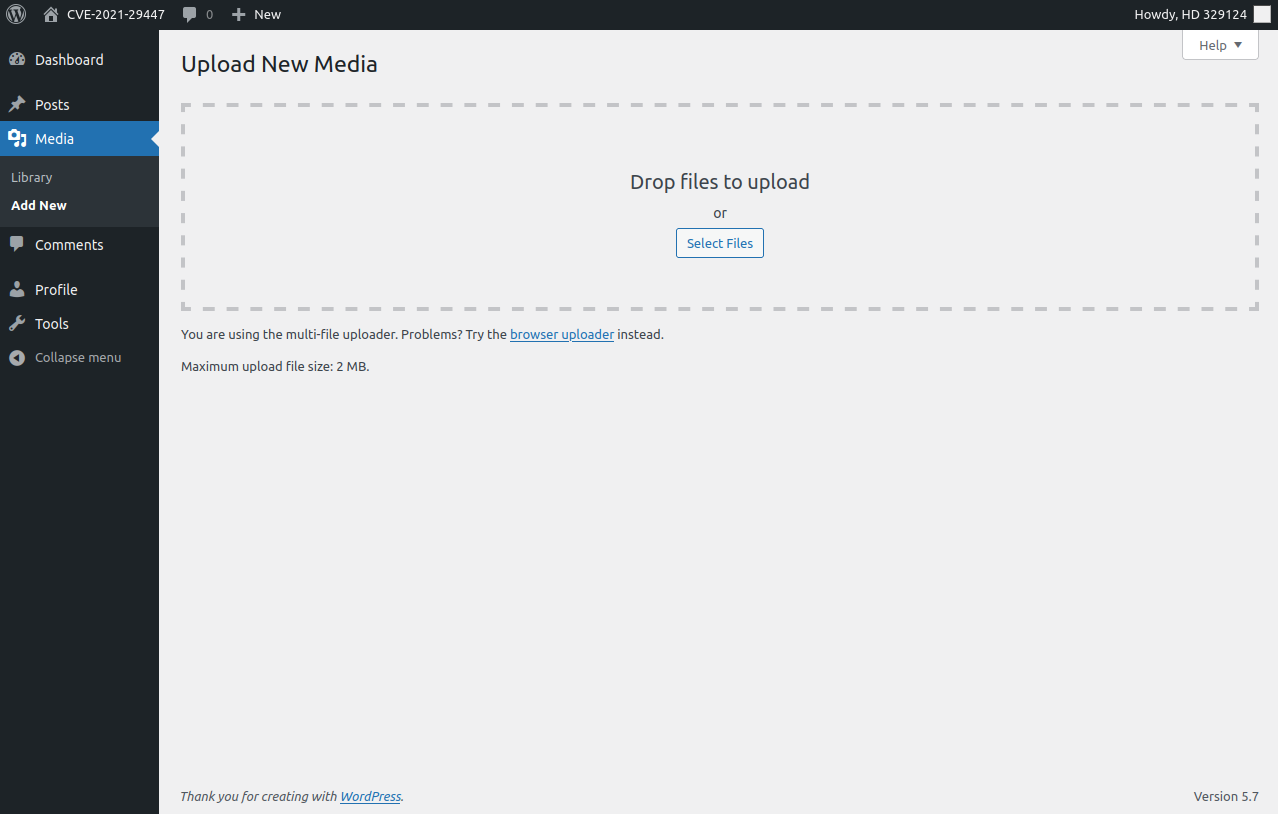 CVE-2021-29447 0 New Howdy, HD 329124
Help
Dashboard
Posts
Media
Library
Add New
Comments
Profile
Tools
Collapse menu
Upload New Media
Drop files to upload
or
Select Files
You are using the multi-file uploader. Problems? Try the browser uploader instead.
Maximum upload file size: 2 MB.
Thank you for creating with WordPress. Version 5.7